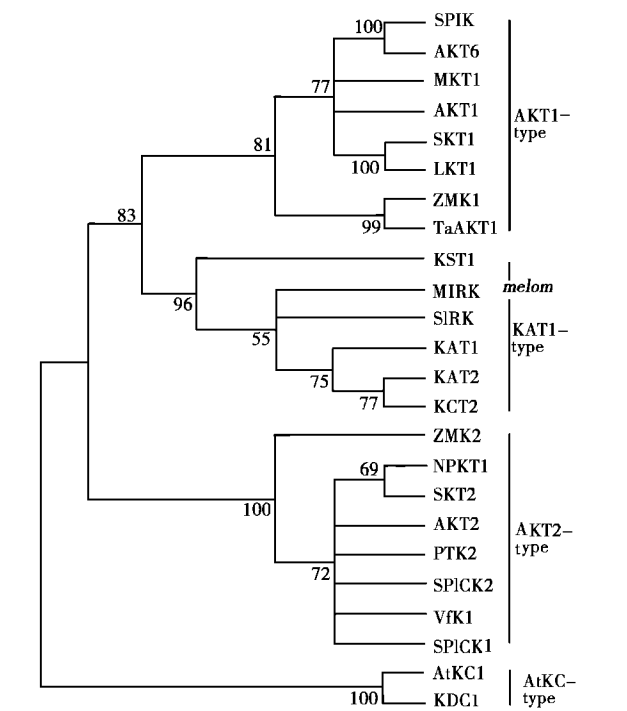 SPIK
100
AKT6
MKT1
77
AKT1
AKT1-
type
SKT1
81
100
LKT1
ZMK1
83
99
TaAKT1
KST1
melom
MIRK
96
SlRK
KAT1-
type
55
KAT1
75
KAT2
77
KCT2
ZMK2
69
NPKT1
SKT2
100
AKT2
AKT2-
type
PTK2
72
SPlCK2
VfK1
SPlCK1
AtKC1
AtKC-
type
100
KDC1